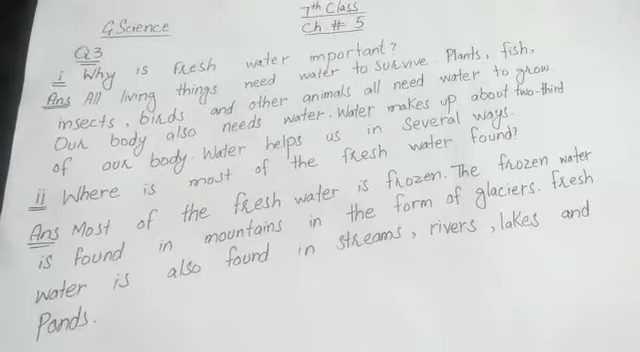 7th Class
G.Science
Ch # 5
Q3
i Why is Fresh water important?
Ans All living things need water to survive. Plants, fish,
insects, birds and other animals all need water to grow.
Our body also needs water. Water makes up about two-third
of our body. Water helps us in several ways.
ii Where is most of the fresh water found?
Ans Most of the fresh water is frozen. The frozen water
is found in mountains in the form of glaciers. Fresh
water is also found in streams, rivers, lakes and
Ponds.